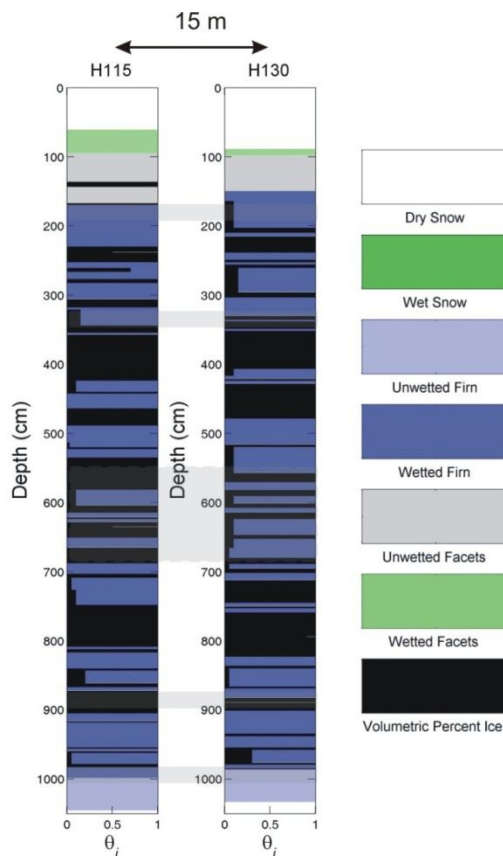 15 m
H115
H130
0
100
200
300
400
500
600
700
800
900
1000
Depth (cm)
0 0.5 1
θi
0
100
200
300
400
500
600
700
800
900
1000
Depth (cm)
0 0.5 1
θi
Dry Snow
Wet Snow
Unwetted Firn
Wetted Firn
Unwetted Facets
Wetted Facets
Volumetric Percent Ice